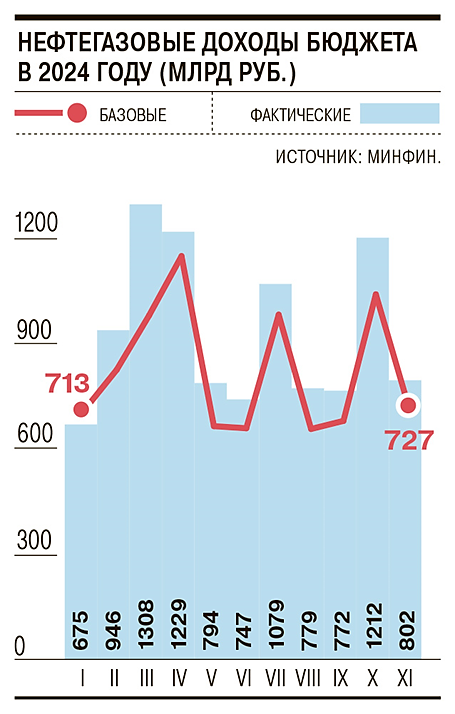 НЕФТЕГАЗОВЫЕ ДОХОДЫ БЮДЖЕТА
В 2024 ГОДУ (МЛРД РУБ.)
БАЗОВЫЕ
ФАКТИЧЕСКИЕ
ИСТОЧНИК: МИНФИН.
1200
900
713
600
727
300
0
675
946
1308
1229
794
747
1079
779
772
1212
802
I
II
III
IV
V
VI
VII
VIII
IX
X
XI